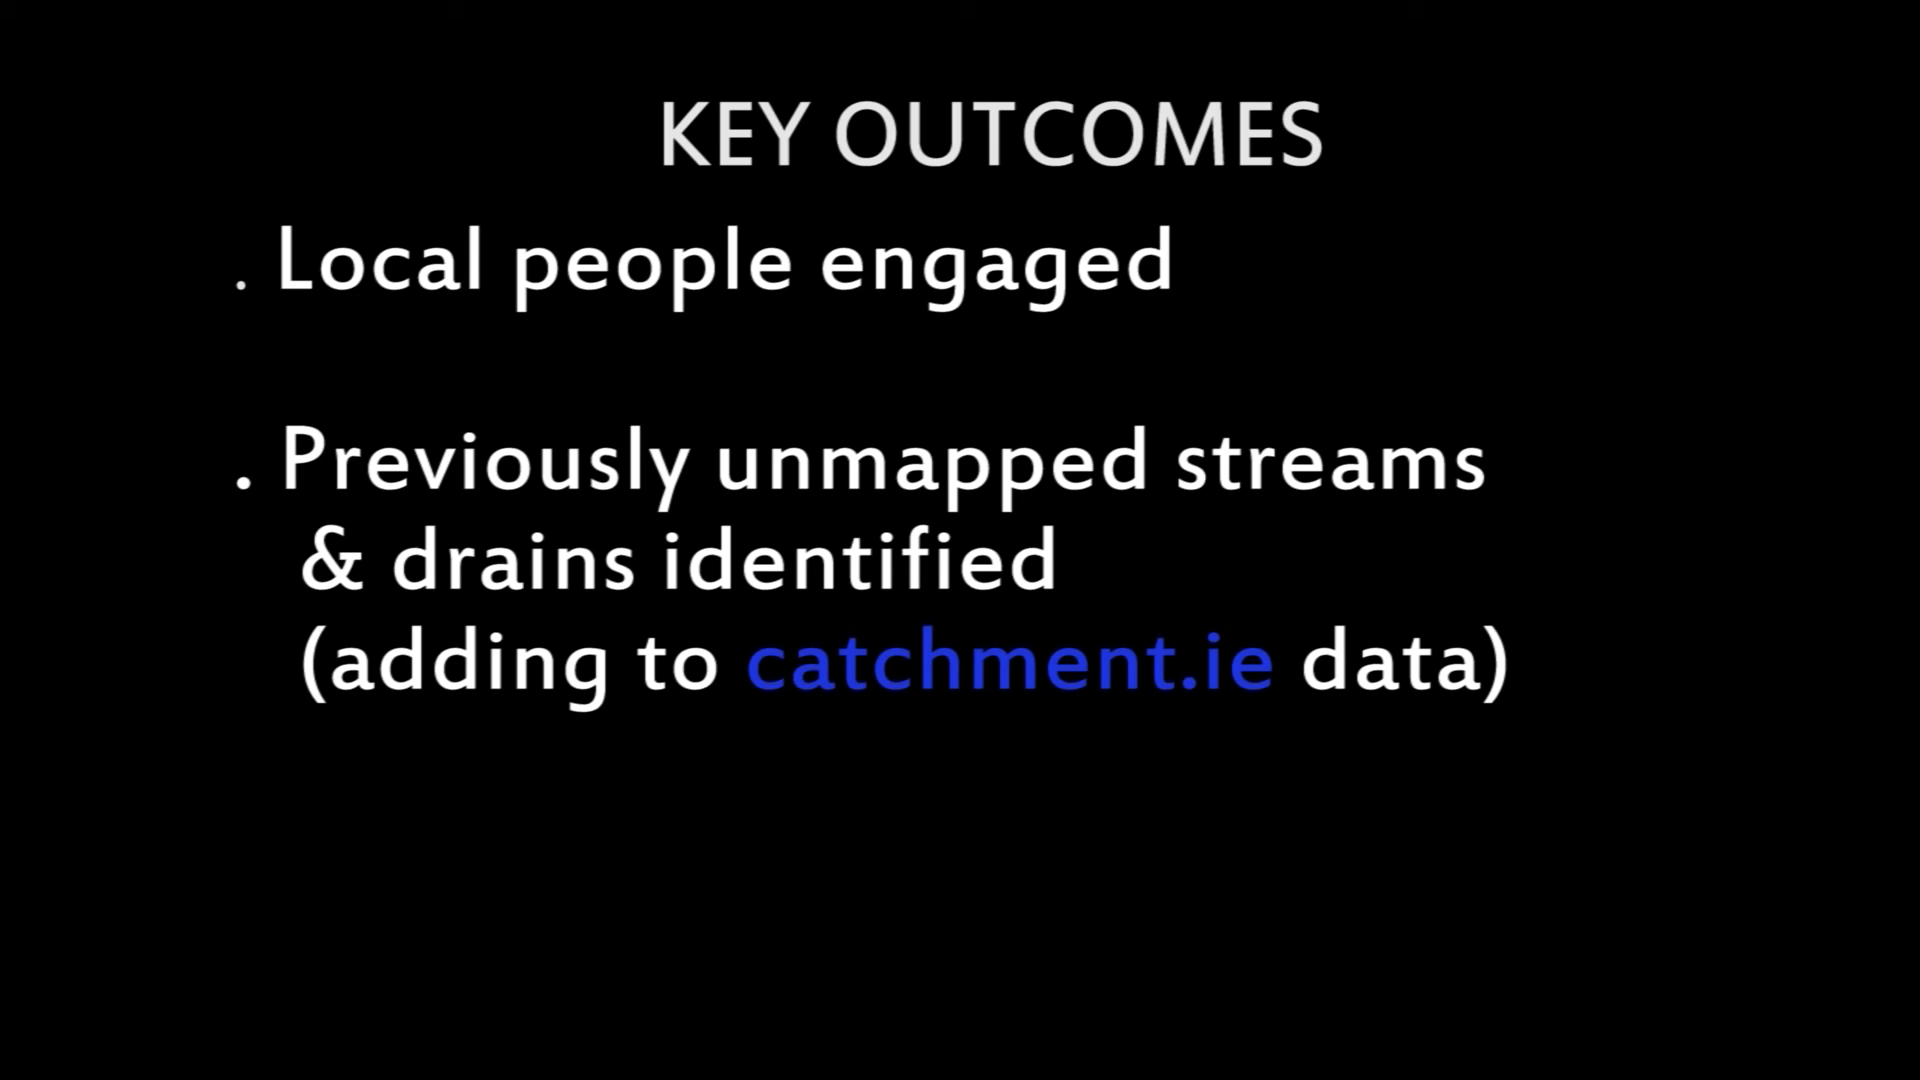 KEY OUTCOMES
. Local people engaged
. Previously unmapped streams
& drains identified
(adding to catchment.ie data)